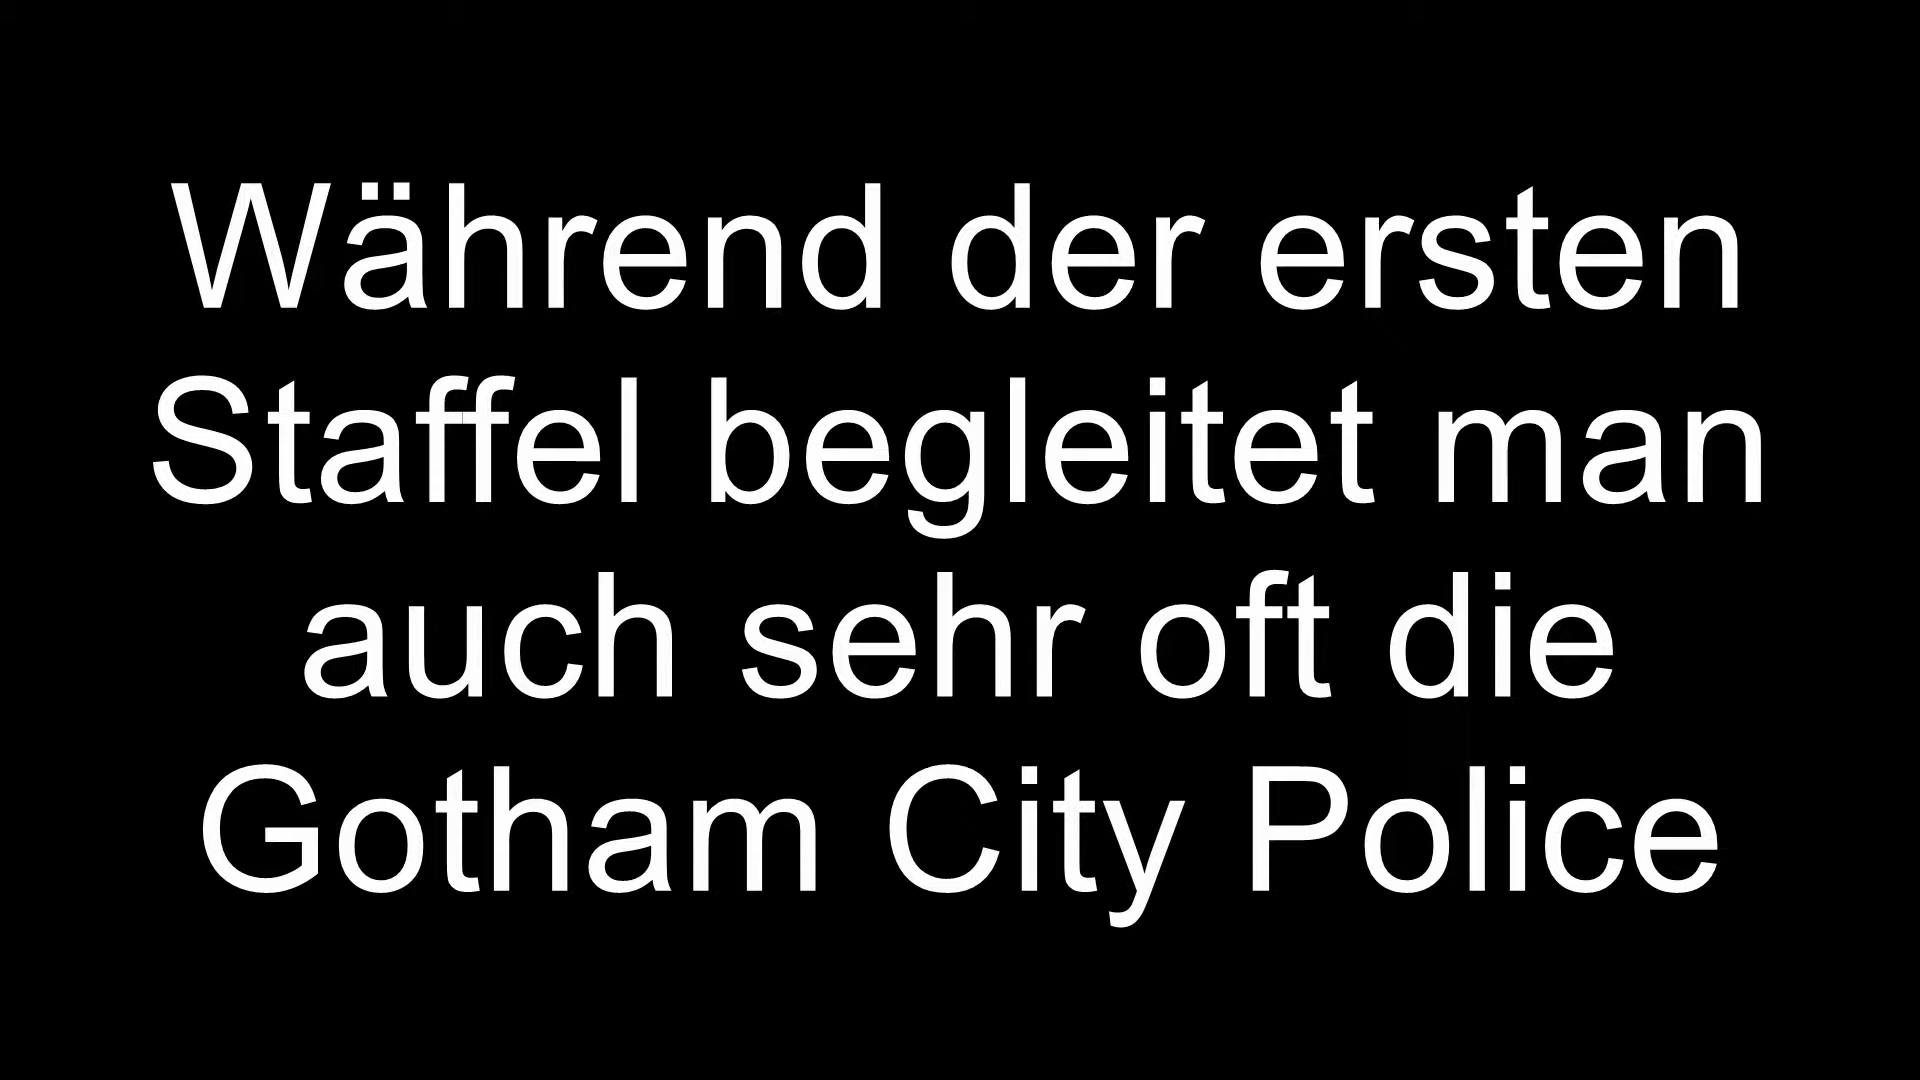 Während der ersten
Staffel begleitet man
auch sehr oft die
Gotham City Police